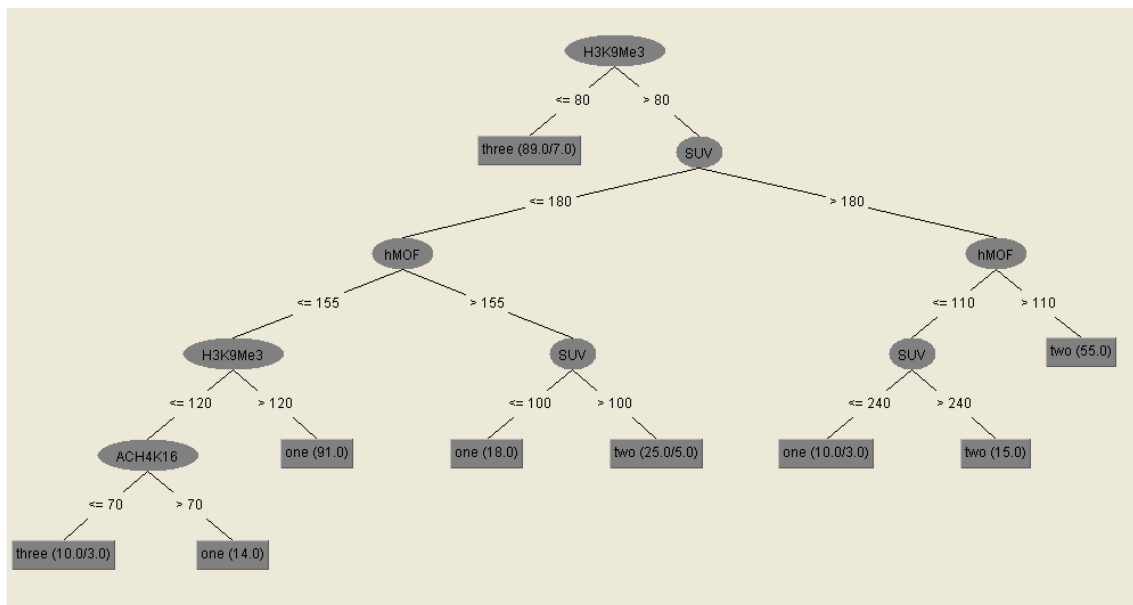 H3K9Me3
<= 80
> 80
three (89.0/7.0)
SUV
<= 180
> 180
hMOF
hMOF
<= 155
> 155
<= 110
> 110
H3K9Me3
SUV
SUV
two (55.0)
<= 120
> 120
<= 100
> 100
<= 240
> 240
ACH4K16
one (91.0)
one (18.0)
two (25.0/5.0)
one (10.0/3.0)
two (15.0)
<= 70
> 70
three (10.0/3.0)
one (14.0)